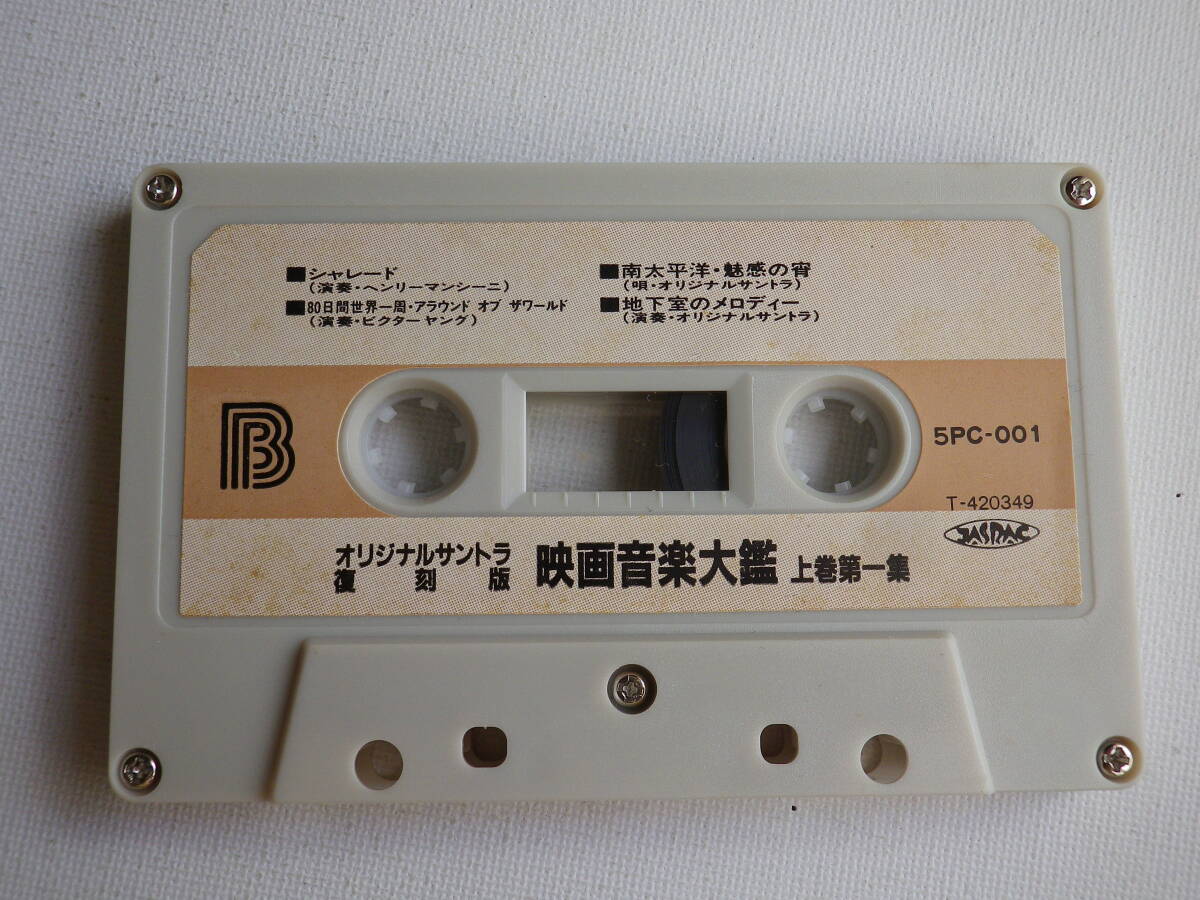 ■シャレード
(演奏・ヘンリーマンシーニ)
■80日間世界一周・アラウンド オブ ザワールド
(演奏・ビクターヤング)
■南太平洋・魅惑の宵
(唄・オリジナルサントラ)
■地下室のメロディー
(演奏・オリジナルサントラ)
B
5PC-001
T-420349
JASRAC
オリジナルサントラ
復刻版
映画音楽大鑑 上巻第一集